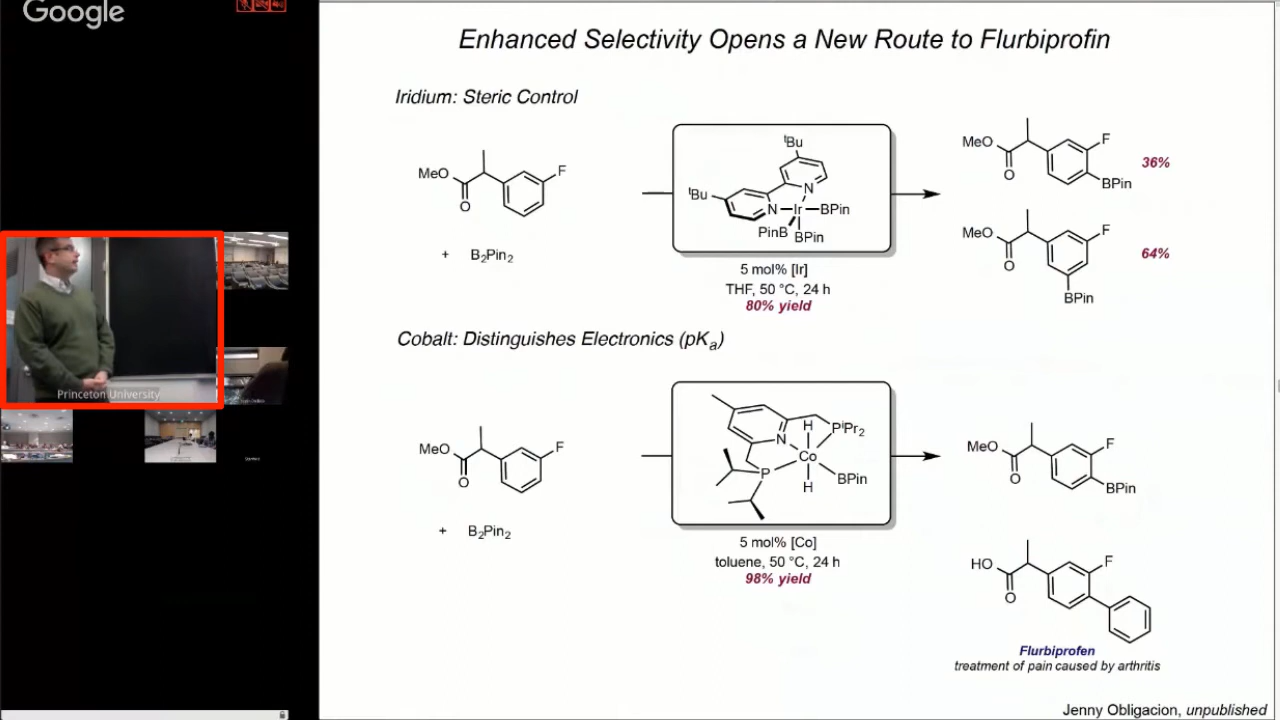 Google
Enhanced Selectivity Opens a New Route to Flurbiprofin
Iridium: Steric Control
MeO
O
F
+ B2Pin2
tBu
tBu
N
N
Ir
BPin
PinB
BPin
5 mol% [Ir]
THF, 50 °C, 24 h
80% yield
MeO
O
F
BPin
36%
MeO
O
F
BPin
64%
Cobalt: Distinguishes Electronics (pKa)
MeO
O
F
+ B2Pin2
N
H
PiPr2
Co
P
H
BPin
5 mol% [Co]
toluene, 50 °C, 24 h
98% yield
MeO
O
F
BPin
HO
O
F
Flurbiprofen
treatment of pain caused by arthritis
Jenny Obligacion, unpublished
Princeton University